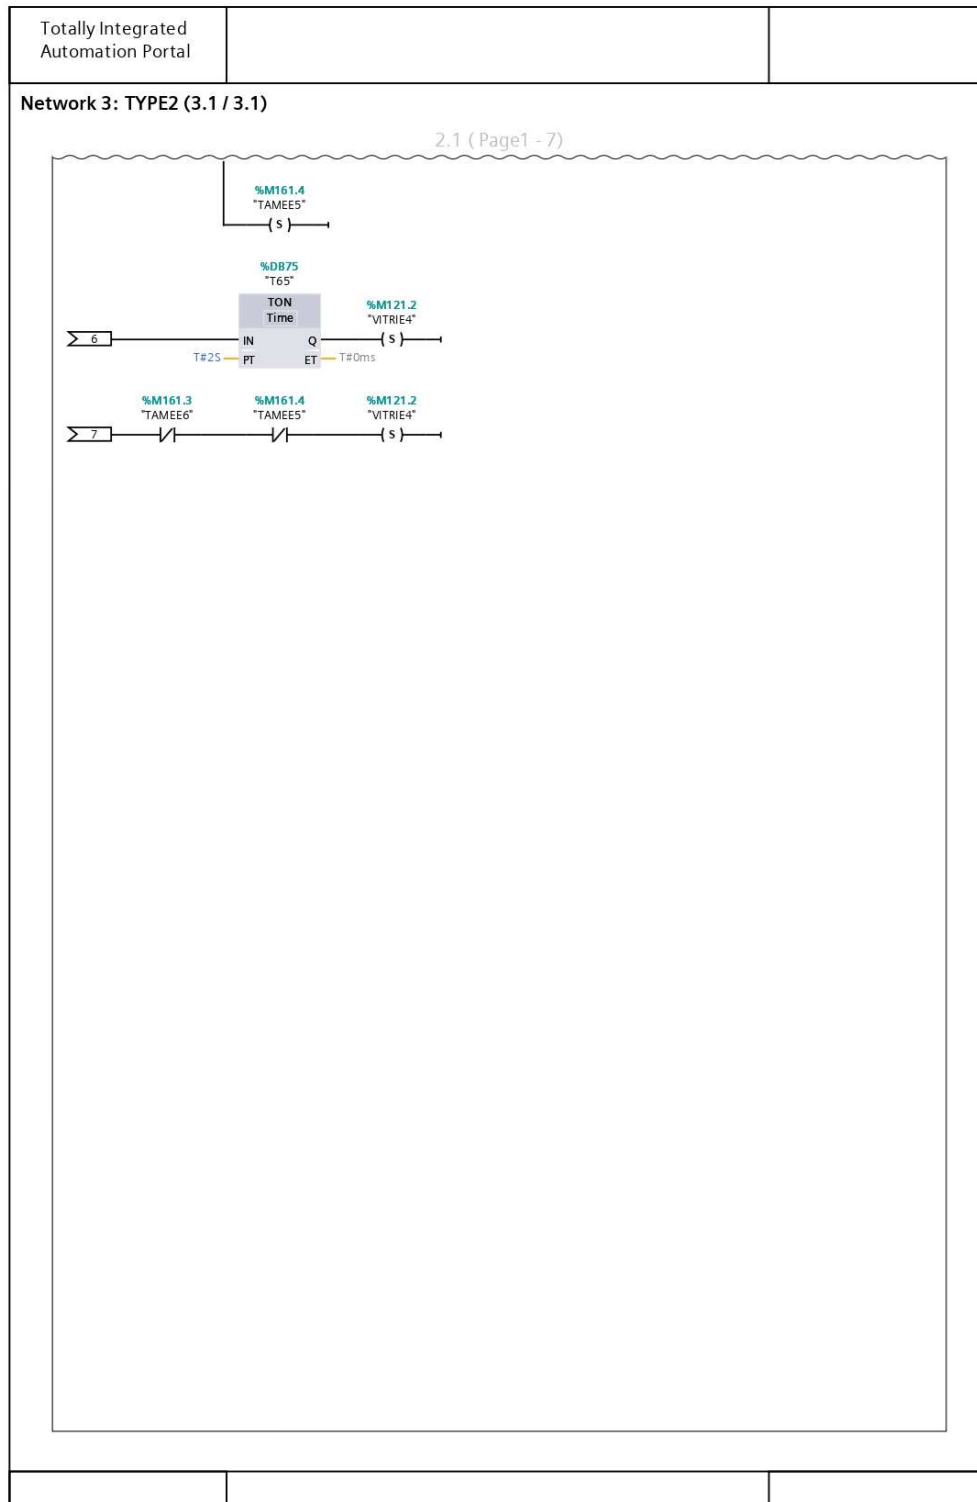 Totally Integrated
Automation Portal
Network 3: TYPE2 (3.1 / 3.1)
2.1 ( Page1 - 7)
%M161.4
"TAMEE5"
S
%DB75
"T65"
TON
Time
%M121.2
"VITRIE4"
6
IN
Q
S
T#2S
PT
ET
T#0ms
%M161.3
"TAMEE6"
%M161.4
"TAMEE5"
%M121.2
"VITRIE4"
7
S